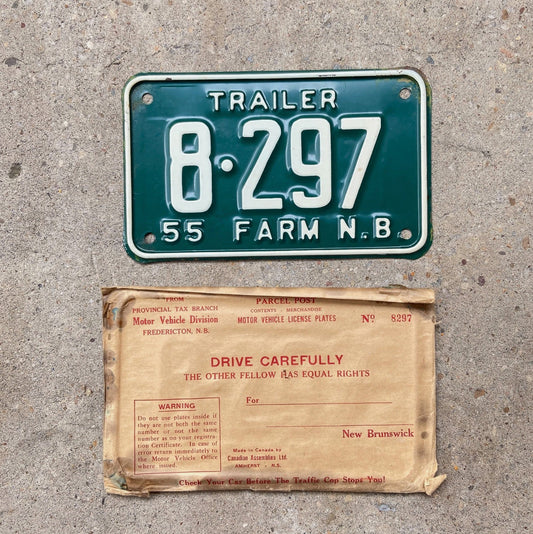 TRAILER
8·297
55 FARM N.B.
FROM
PROVINCIAL TAX BRANCH
Motor Vehicle Division
FREDERICTON, N.B.
PARCEL POST
CONTENTS - MERCHANDISE
MOTOR VEHICLE LICENSE PLATES
No 8297
DRIVE CAREFULLY
THE OTHER FELLOW HAS EQUAL RIGHTS
For
New Brunswick
WARNING
Do not use plates inside if
they are not both the same
number or not the same
number as on your registra-
tion Certificate. In case of
error return immediately to
the Motor Vehicle Office
where issued.
Made in Canada by
Canadian Assemblies Ltd.
AMHERST - N.S.
Check Your Car Before The Traffic Cop Stops You!